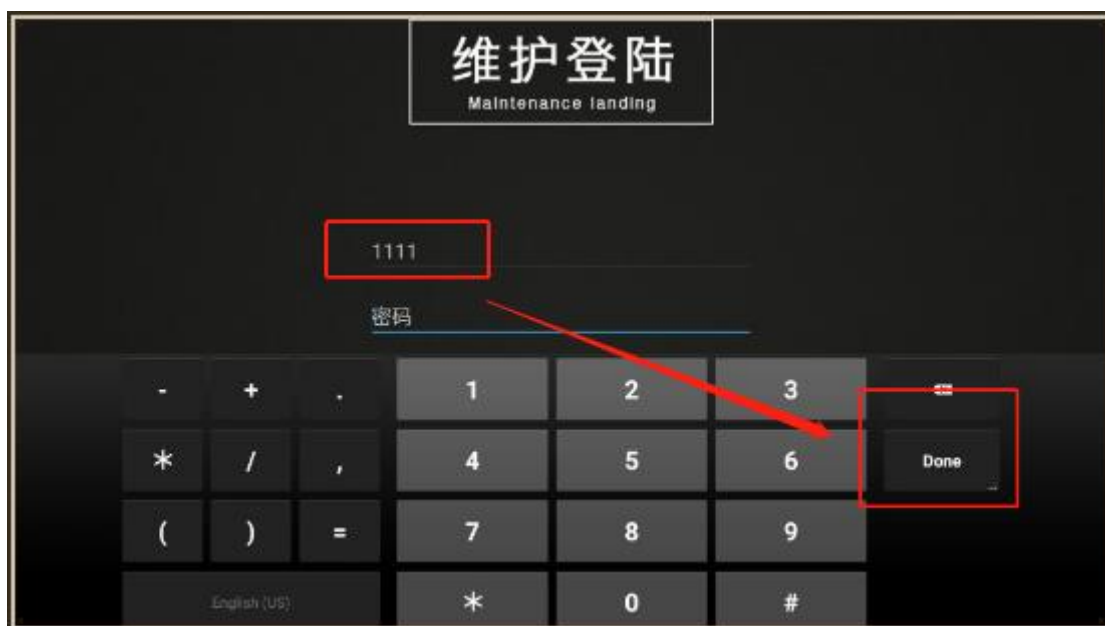 维护登陆
Maintenance landing
1111
密码
- + . 1 2 3
* / , 4 5 6 Done
( ) = 7 8 9
English (US) * 0 #